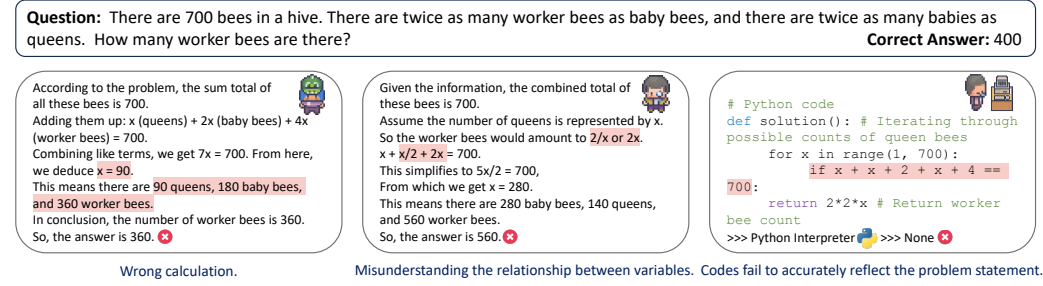 Question: There are 700 bees in a hive. There are twice as many worker bees as baby bees, and there are twice as many babies as
queens. How many worker bees are there? Correct Answer: 400
According to the problem, the sum total of
all these bees is 700.
Adding them up: x (queens) + 2x (baby bees) + 4x
(worker bees) = 700.
Combining like terms, we get 7x = 700. From here,
we deduce x = 90.
This means there are 90 queens, 180 baby bees,
and 360 worker bees.
In conclusion, the number of worker bees is 360.
So, the answer is 360.
Wrong calculation.
Given the information, the combined total of
these bees is 700.
Assume the number of queens is represented by x.
So the worker bees would amount to 2/x or 2x.
x + x/2 + 2x = 700.
This simplifies to 5x/2 = 700,
From which we get x = 280.
This means there are 280 baby bees, 140 queens,
and 560 worker bees.
So, the answer is 560.
Misunderstanding the relationship between variables.
# Python code
def solution(): # Iterating through
possible counts of queen bees
for x in range(1, 700):
if x + x + 2 + x + 4 ==
700:
return 2*2*x # Return worker
bee count
>>> Python Interpreter >>> None
Codes fail to accurately reflect the problem statement.